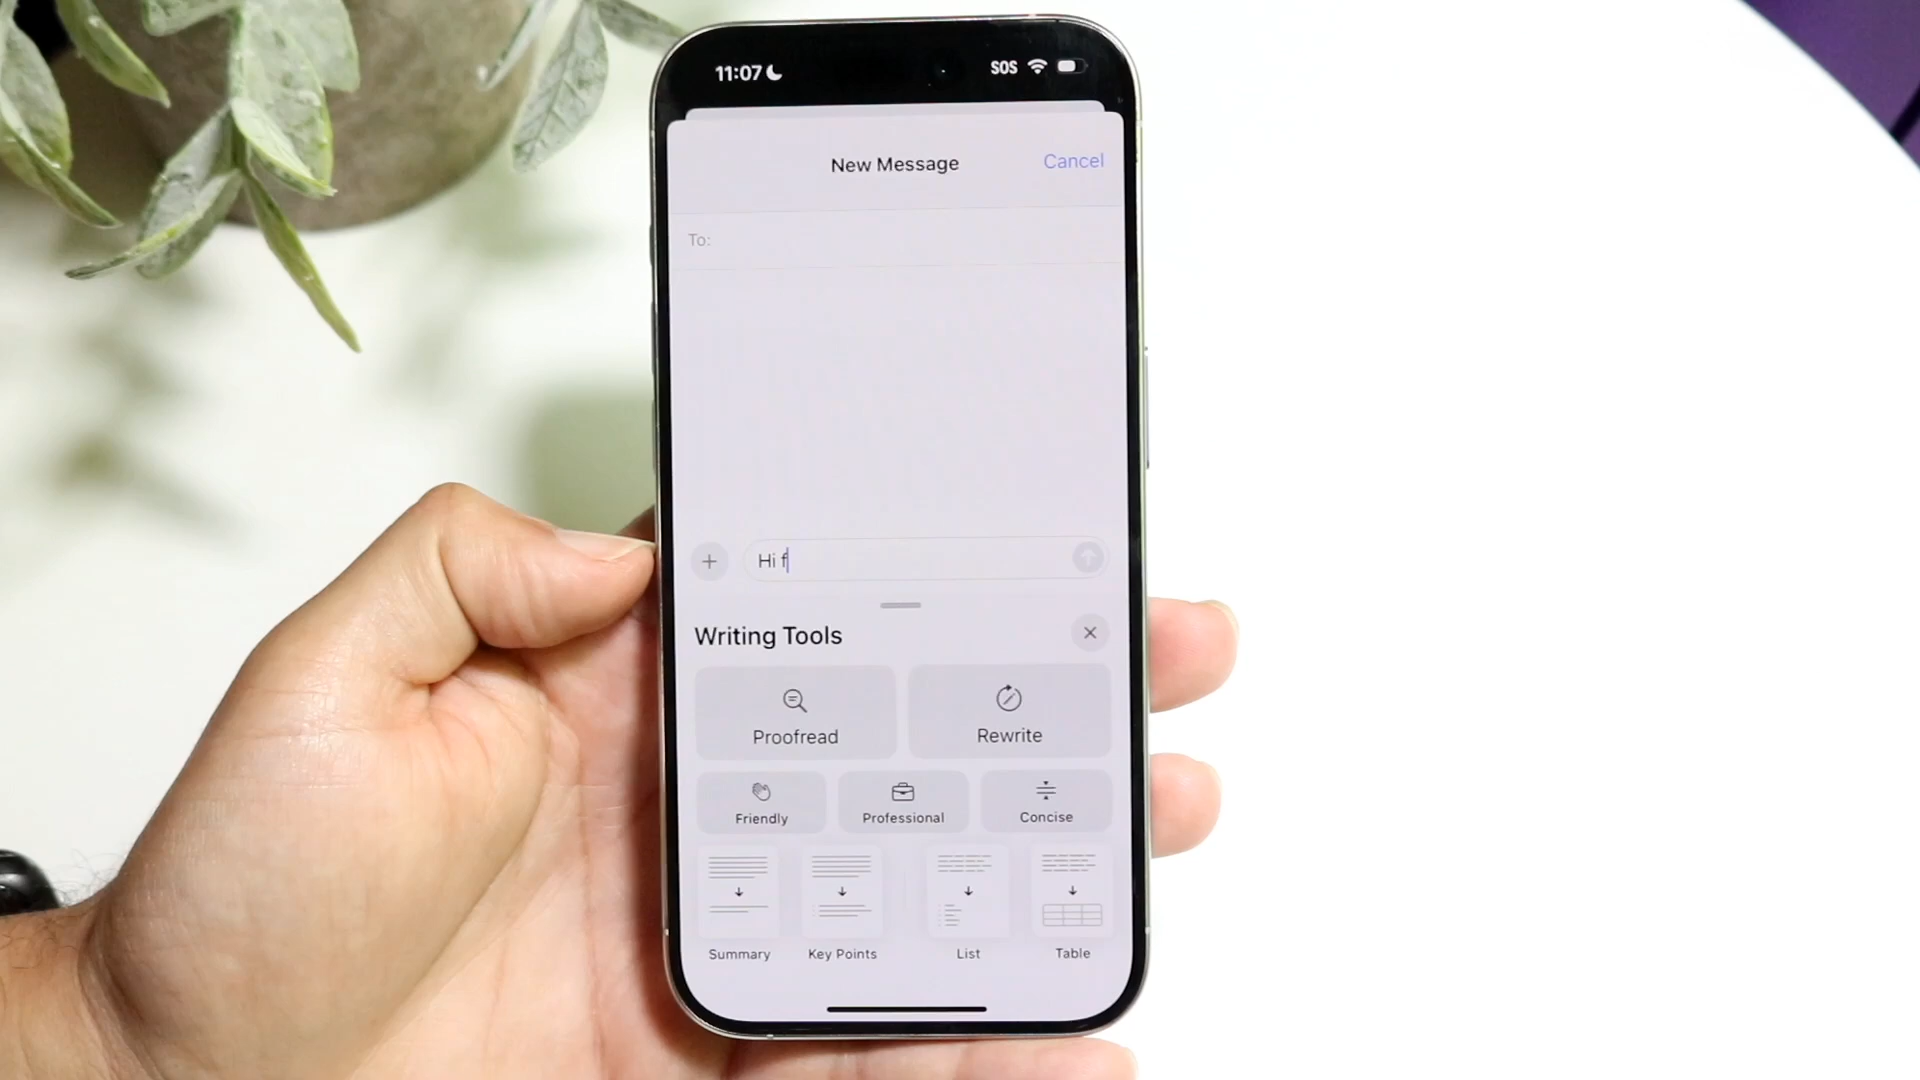 11:07 SOS
New Message Cancel
To:
Hi f
Writing Tools
Proofread Rewrite
Friendly Professional Concise
Summary Key Points List Table